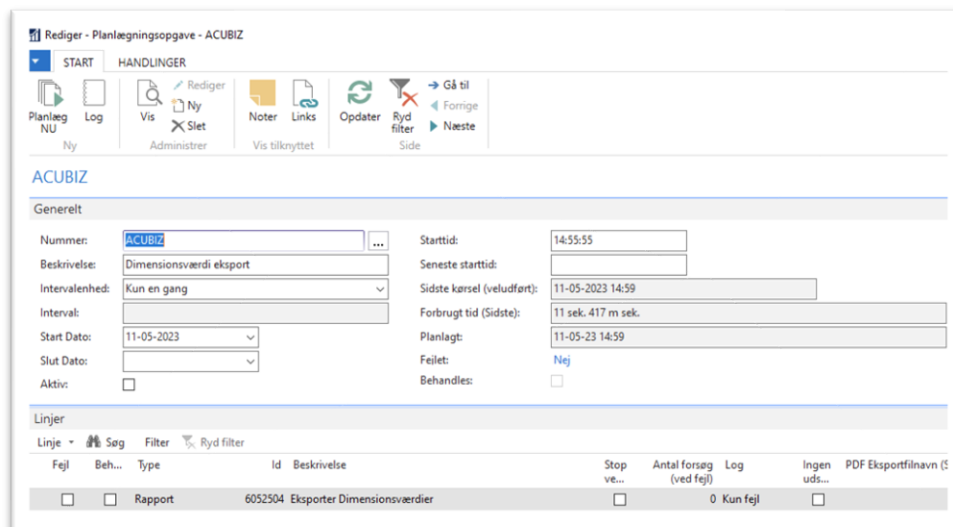 Rediger - Planlægningsopgave - ACUBIZ
START HANDLINGER
Planlæg NU
Log
Vis
Rediger
Ny
Slet
Noter
Links
Opdater
Ryd filter
Gå til
Forrige
Næste
Ny
Administrer
Vis tilknyttet
Side
ACUBIZ
Generelt
Nummer: ACUBIZ ...
Beskrivelse: Dimensionsværdi eksport
Intervalenhed: Kun en gang
Interval:
Start Dato: 11-05-2023
Slut Dato:
Aktiv:
Starttid: 14:55:55
Seneste starttid:
Sidste kørsel (veludført): 11-05-2023 14:59
Forbrugt tid (Sidste): 11 sek. 417 m sek.
Planlagt: 11-05-23 14:59
Fejlet: Nej
Behandles:
Linjer
Linje Søg Filter Ryd filter
Fejl Beh... Type Id Beskrivelse Stop ve... Antal forsøg (ved fejl) Log Ingen uds... PDF Eksportfilnavn (S
Rapport 6052504 Eksporter Dimensionsværdier 0 Kun fejl